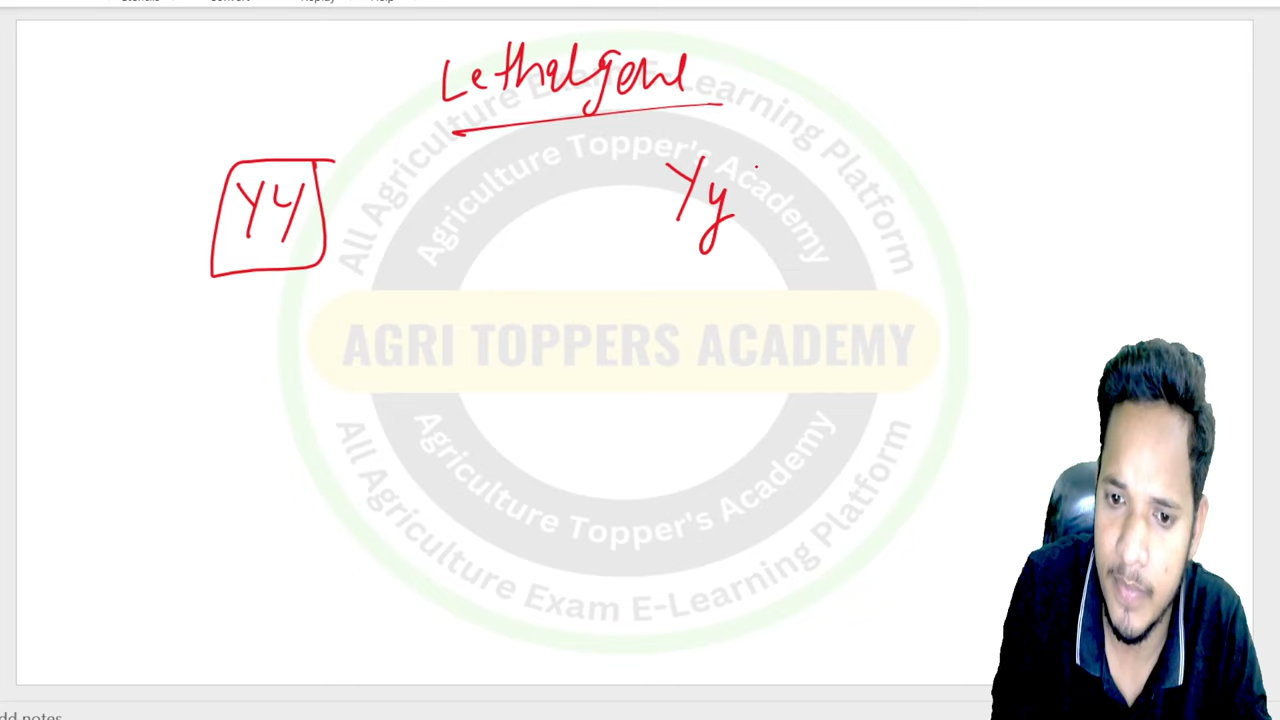 Lethal gene
YY
Yy
All Agriculture Exam E-Learning Platform
Agriculture Topper's Academy
AGRI TOPPERS ACADEMY
Agriculture Topper's Academy
All Agriculture Exam E-Learning Platform